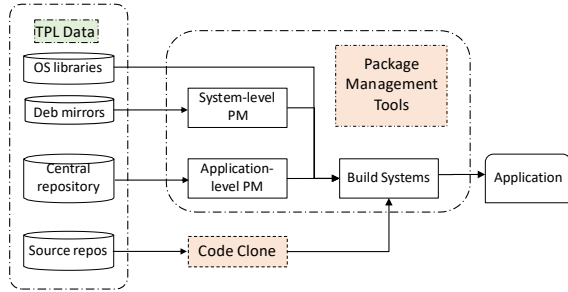 TPL Data
OS libraries
Deb mirrors
Central
repository
Source repos
System-level
PM
Application-
level PM
Code Clone
Package
Management
Tools
Build Systems
Application